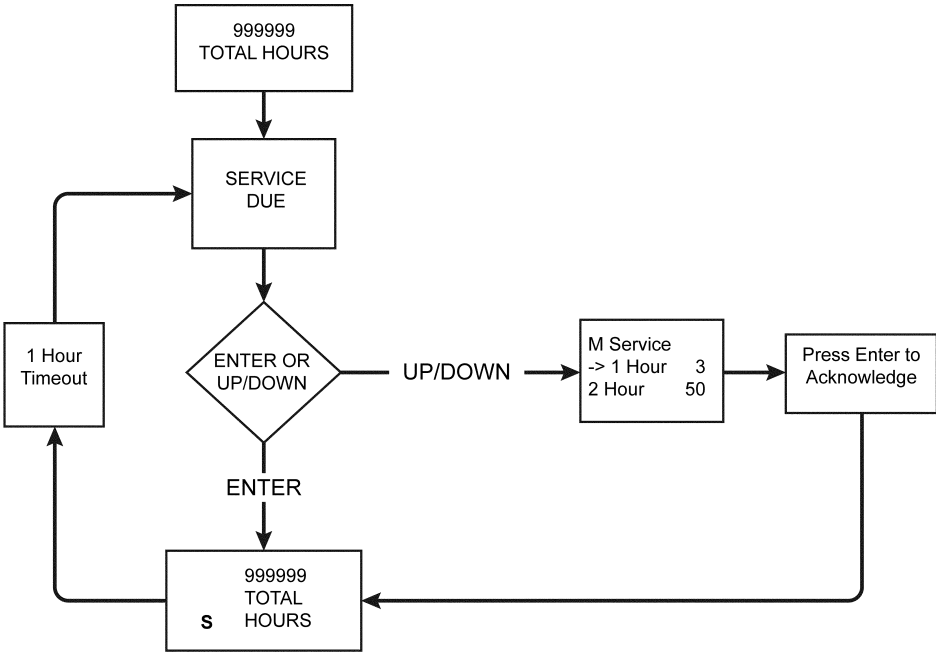 999999
TOTAL HOURS
SERVICE
DUE
1 Hour
Timeout
ENTER OR
UP/DOWN
UP/DOWN
M Service
-> 1 Hour 3
2 Hour 50
Press Enter to
Acknowledge
ENTER
999999
TOTAL
S HOURS